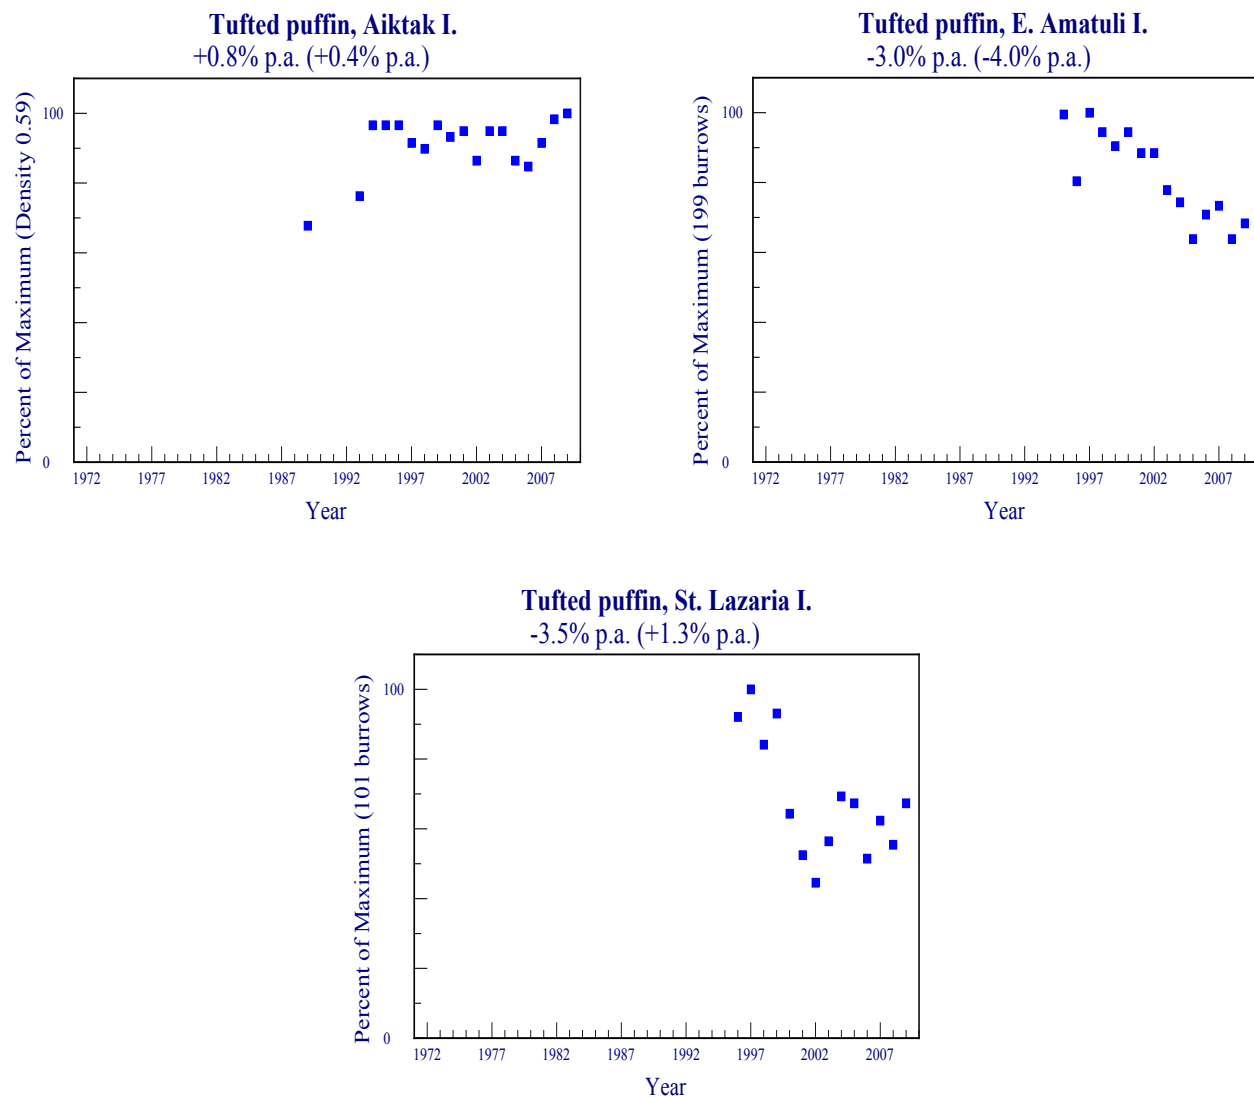 Tufted puffin, Aiktak I.
+0.8% p.a. (+0.4% p.a.)
Percent of Maximum (Density 0.59)
100
0
1972 1977 1982 1987 1992 1997 2002 2007
Year
Tufted puffin, E. Amatuli I.
-3.0% p.a. (-4.0% p.a.)
Percent of Maximum (199 burrows)
100
0
1972 1977 1982 1987 1992 1997 2002 2007
Year
Tufted puffin, St. Lazaria I.
-3.5% p.a. (+1.3% p.a.)
Percent of Maximum (101 burrows)
100
0
1972 1977 1982 1987 1992 1997 2002 2007
Year